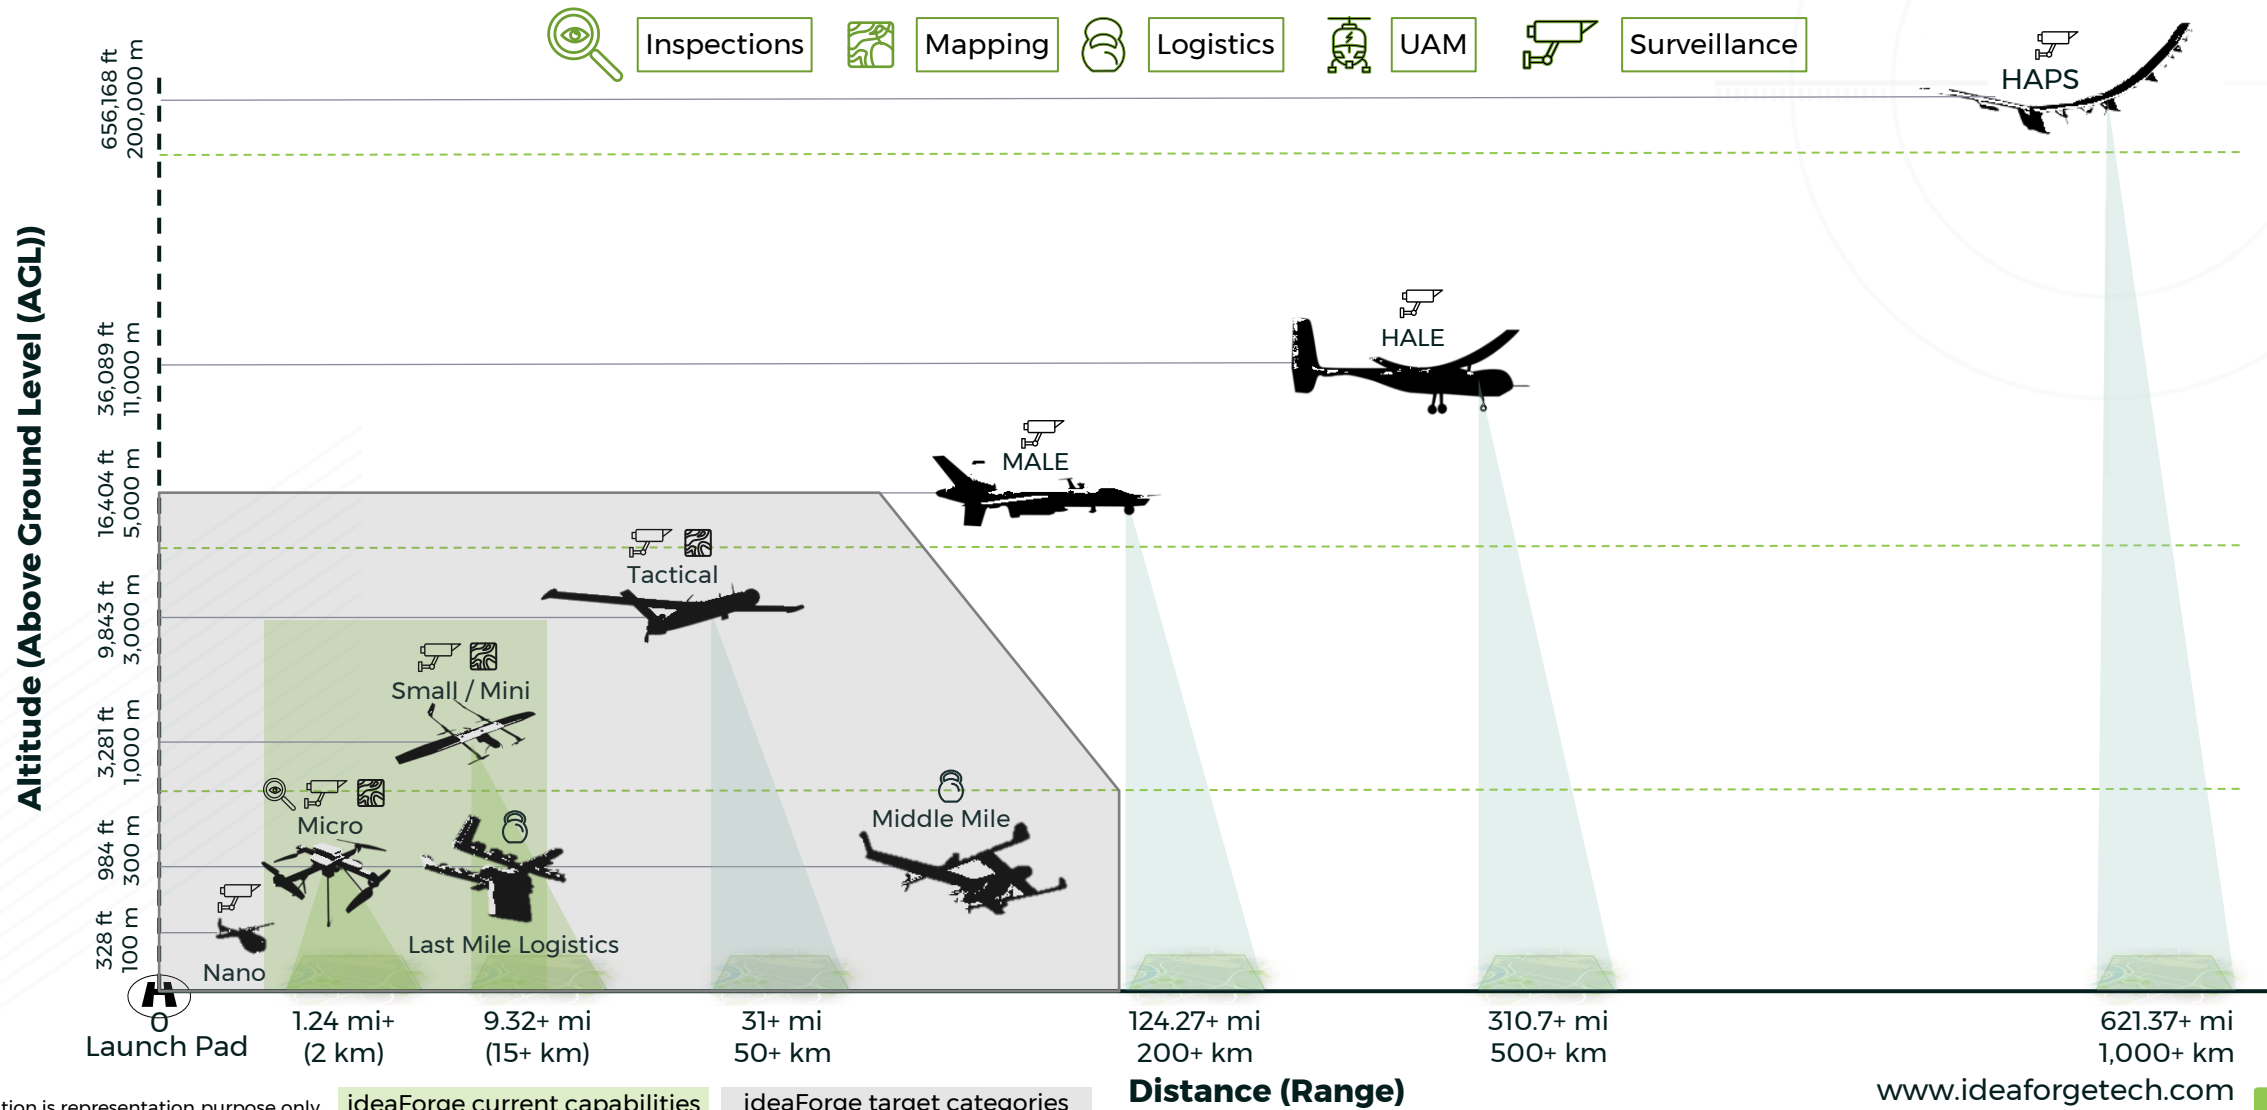 Inspections
Mapping
Logistics
UAM
Surveillance
HAPS
656,168 ft
200,000 m
HALE
36,089 ft
11,000 m
MALE
16,404 ft
5,000 m
Altitude (Above Ground Level (AGL))
Tactical
9,843 ft
3,000 m
Small / Mini
3,281 ft
1,000 m
Micro
Middle Mile
984 ft
300 m
Last Mile Logistics
Nano
328 ft
100 m
H
0
Launch Pad
1.24 mi+
(2 km)
9.32+ mi
(15+ km)
31+ mi
50+ km
124.27+ mi
200+ km
310.7+ mi
500+ km
621.37+ mi
1,000+ km
Distance (Range)
www.ideaforgetech.com
tion is representation purpose only
ideaForge current capabilities
ideaForge target categories